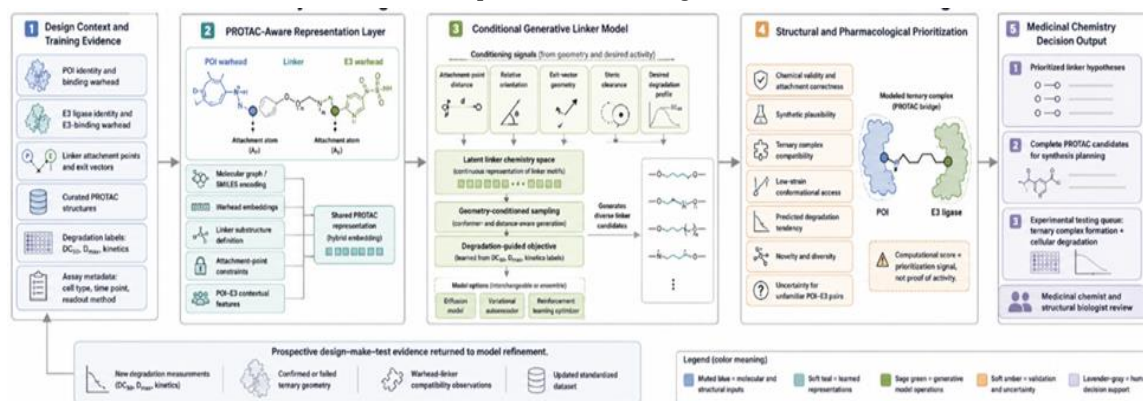 1 Design Context and
Training Evidence
POI identity and
binding warhead
E3 ligase identity and
E3-binding warhead
Linker attachment points
and exit vectors
Curated PROTAC
structures
Degradation labels:
DC50, Dmax, kinetics
Assay metadata:
cell type, time point,
readout method
2 PROTAC-Aware Representation Layer
POI warhead
Linker
E3 warhead
Attachment atom
Attachment atom
Molecular graph /
SMILES encoding
Warhead embeddings
Linker substructure
definition
Attachment-point
constraints
POI–E3 contextual
features
Shared PROTAC
representation
(hybrid embedding)
3 Conditional Generative Linker Model
Conditioning signals (from geometry and desired activity)
Attachment-point
distance
Relative
orientation
Exit-vector
geometry
Steric
clearance
Desired
degradation
profile
Latent linker chemistry space
(continuous representation of linker motifs)
Geometry-conditioned sampling
(conformer- and distance-aware generation)
Degradation-guided objective
(learned from DC50, Dmax, kinetics labels)
Model options (interchangeable or ensemble)
Diffusion
model
Variational
autoencoder
Reinforcement
learning optimizer
Generates
diverse linker
candidates
4 Structural and Pharmacological Prioritization
Chemical validity and
attachment correctness
Synthetic plausibility
Ternary complex
compatibility
Low-strain
conformational access
Predicted degradation
tendency
Novelty and diversity
Uncertainty for
unfamiliar POI–E3 pairs
Modeled ternary complex
(PROTAC bridge)
POI
E3 ligase
Computational score =
prioritization signal,
not proof of activity.
5 Medicinal Chemistry
Decision Output
1 Prioritized linker hypotheses
2 Complete PROTAC candidates
for synthesis planning
3 Experimental testing queue:
ternary complex formation +
cellular degradation
Medicinal chemist and
structural biologist review
Prospective design–make–test evidence returned to model refinement.
New degradation measurements
(DC50, Dmax, kinetics)
Confirmed or failed
ternary geometry
Warhead-linker
compatibility observations
Updated standardized
dataset
Legend (color meaning)
Muted blue = molecular and
structural inputs
Soft teal = learned
representations
Sage green = generative
model operations
Soft amber = validation
and uncertainty
Lavender-gray = hum
decision support